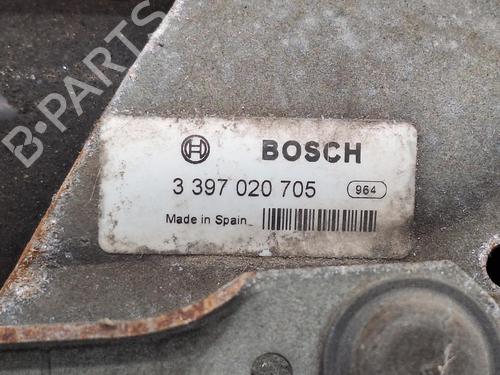 B-PARTS
BOSCH
3 397 020 705 964
Made in Spain